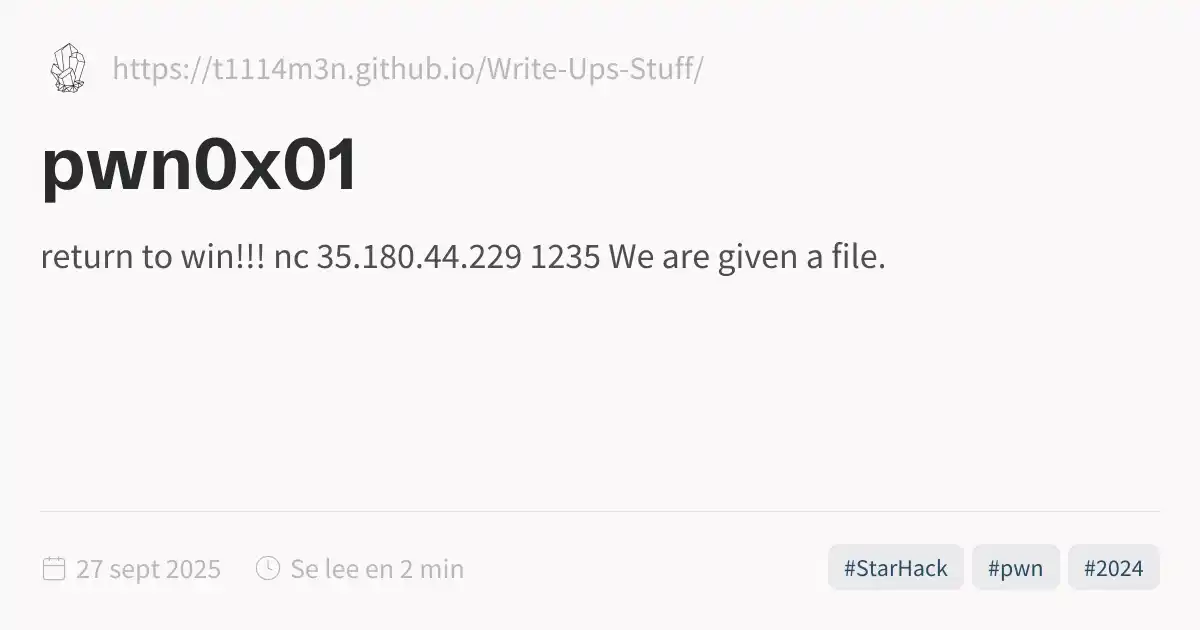 https://t1114m3n.github.io/Write-Ups-Stuff/
pwn0x01
return to win!!! nc 35.180.44.229 1235 We are given a file.
27 sept 2025
Se lee en 2 min
#StarHack
#pwn
#2024